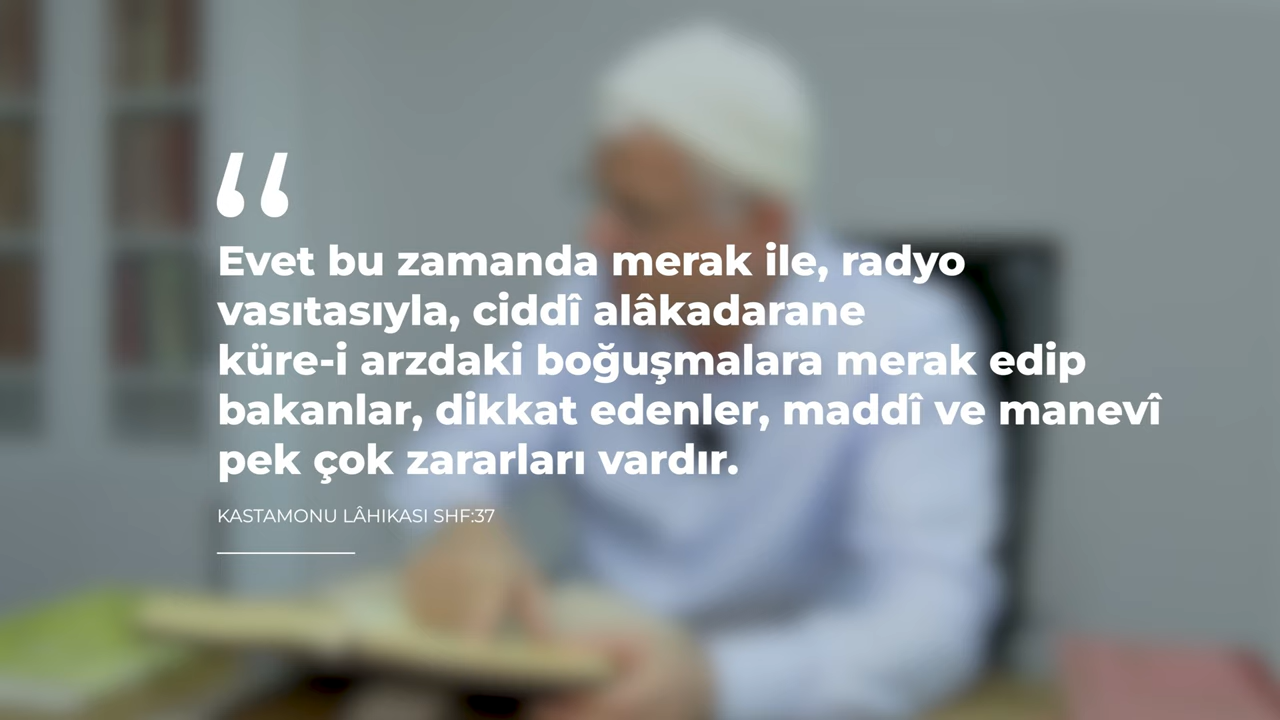 “
Evet bu zamanda merak ile, radyo
vasıtasıyla, ciddî alâkadarane
küre-i arzdaki boğuşmalara merak edip
bakanlar, dikkat edenler, maddî ve manevî
pek çok zararları vardır.
KASTAMONU LÂHIKASI SHF:37